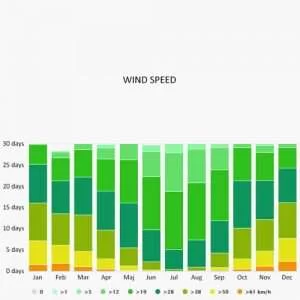 WIND SPEED
30 days
25 days
20 days
15 days
10 days
5 days
0 days
Jan Feb Mar Apr May Jun Jul Aug Sep Oct Nov Dec
0 >1 >5 >12 >19 >28 >38 >50 >61 km/h